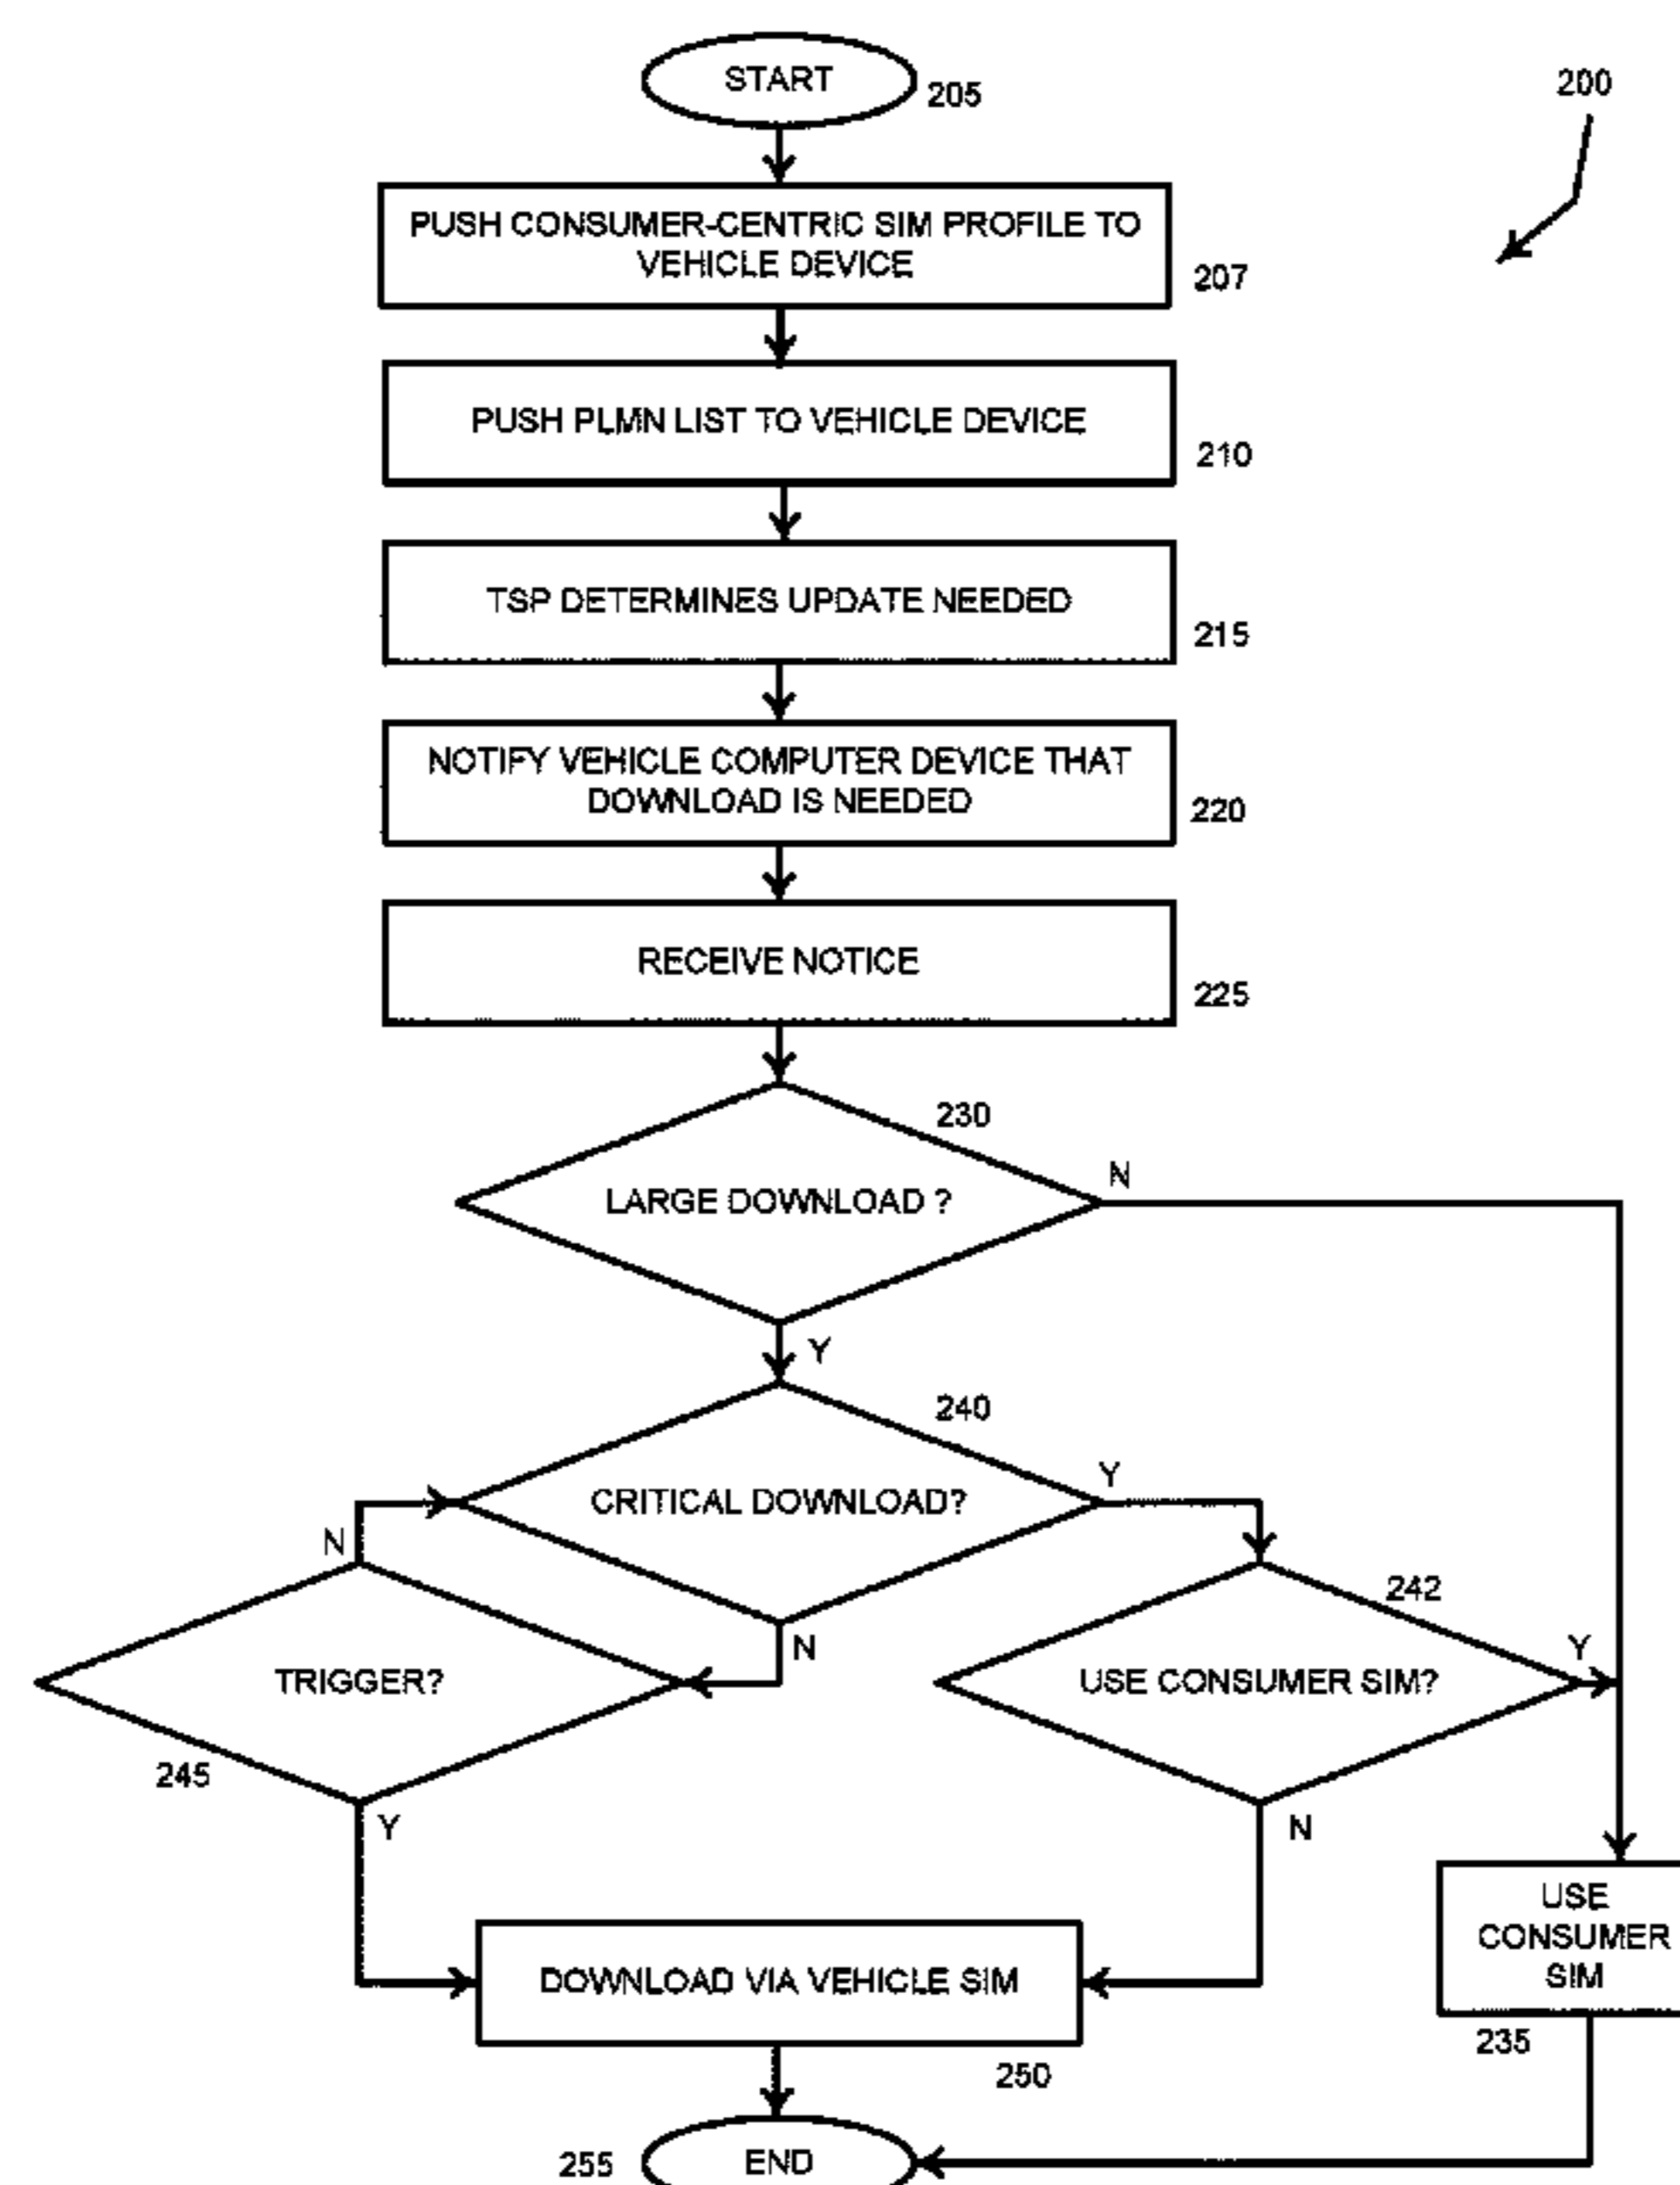 START
205
200
PUSH CONSUMER-CENTRIC SIM PROFILE TO
VEHICLE DEVICE
207
PUSH PLMN LIST TO VEHICLE DEVICE
210
TSP DETERMINES UPDATE NEEDED
215
NOTIFY VEHICLE COMPUTER DEVICE THAT
DOWNLOAD IS NEEDED
220
RECEIVE NOTICE
225
230
LARGE DOWNLOAD ?
N
Y
240
CRITICAL DOWNLOAD?
Y
N
N
242
TRIGGER?
USE CONSUMER SIM?
Y
245
Y
N
USE
CONSUMER
SIM
235
DOWNLOAD VIA VEHICLE SIM
250
255
END